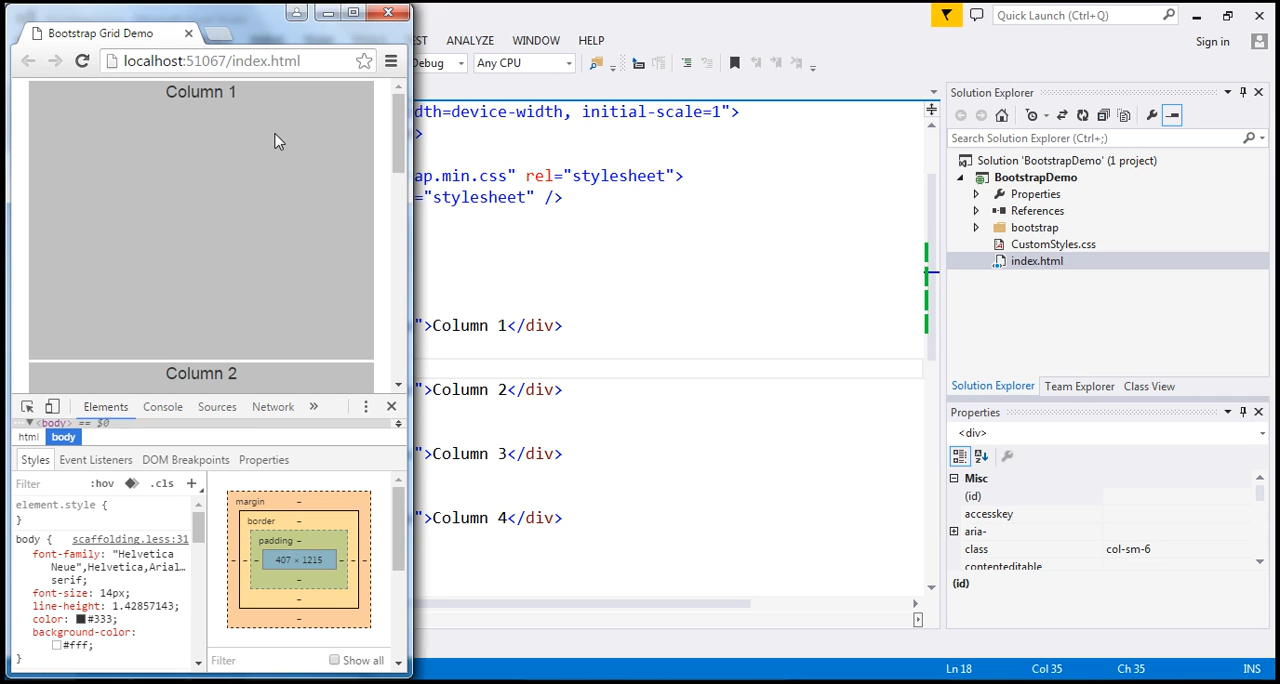 Bootstrap Grid Demo
localhost:51067/index.html
Column 1
Column 2
Elements Console Sources Network »
<body> == $0
html body
Styles Event Listeners DOM Breakpoints Properties
Filter :hov .cls +
element.style {
}
body { scaffolding.less:31
font-family: "Helvetica
Neue",Helvetica,Arial…
serif;
font-size: 14px;
line-height: 1.42857143;
color: #333;
background-color:
#fff;
}
margin –
border –
padding –
407 × 1215
–
–
–
Filter Show all
Quick Launch (Ctrl+Q)
ANALYZE WINDOW HELP
Sign in
Debug Any CPU
dth=device-width, initial-scale=1">
>
ap.min.css" rel="stylesheet">
="stylesheet" />
">Column 1</div>
">Column 2</div>
">Column 3</div>
">Column 4</div>
Solution Explorer
Search Solution Explorer (Ctrl+;)
Solution 'BootstrapDemo' (1 project)
BootstrapDemo
Properties
References
bootstrap
CustomStyles.css
index.html
Solution Explorer Team Explorer Class View
Properties
<div>
Misc
(id)
accesskey
aria-
class col-sm-6
contenteditable
(id)
Ln 18 Col 35 Ch 35 INS